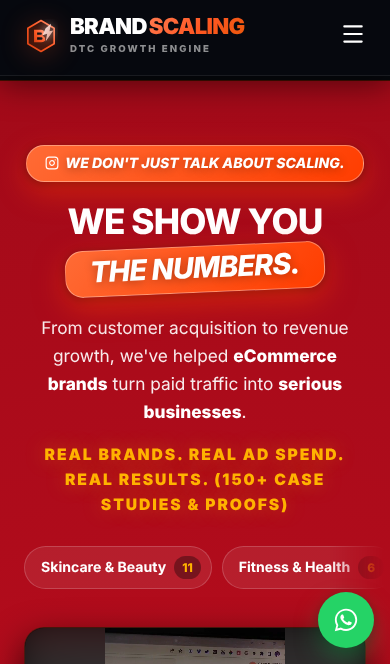 BRANDSCALING
DTC GROWTH ENGINE
WE DON'T JUST TALK ABOUT SCALING.
WE SHOW YOU
THE NUMBERS.
From customer acquisition to revenue
growth, we've helped eCommerce
brands turn paid traffic into serious
businesses.
REAL BRANDS. REAL AD SPEND.
REAL RESULTS. (150+ CASE
STUDIES & PROOFS)
Skincare & Beauty 11 Fitness & Health 6